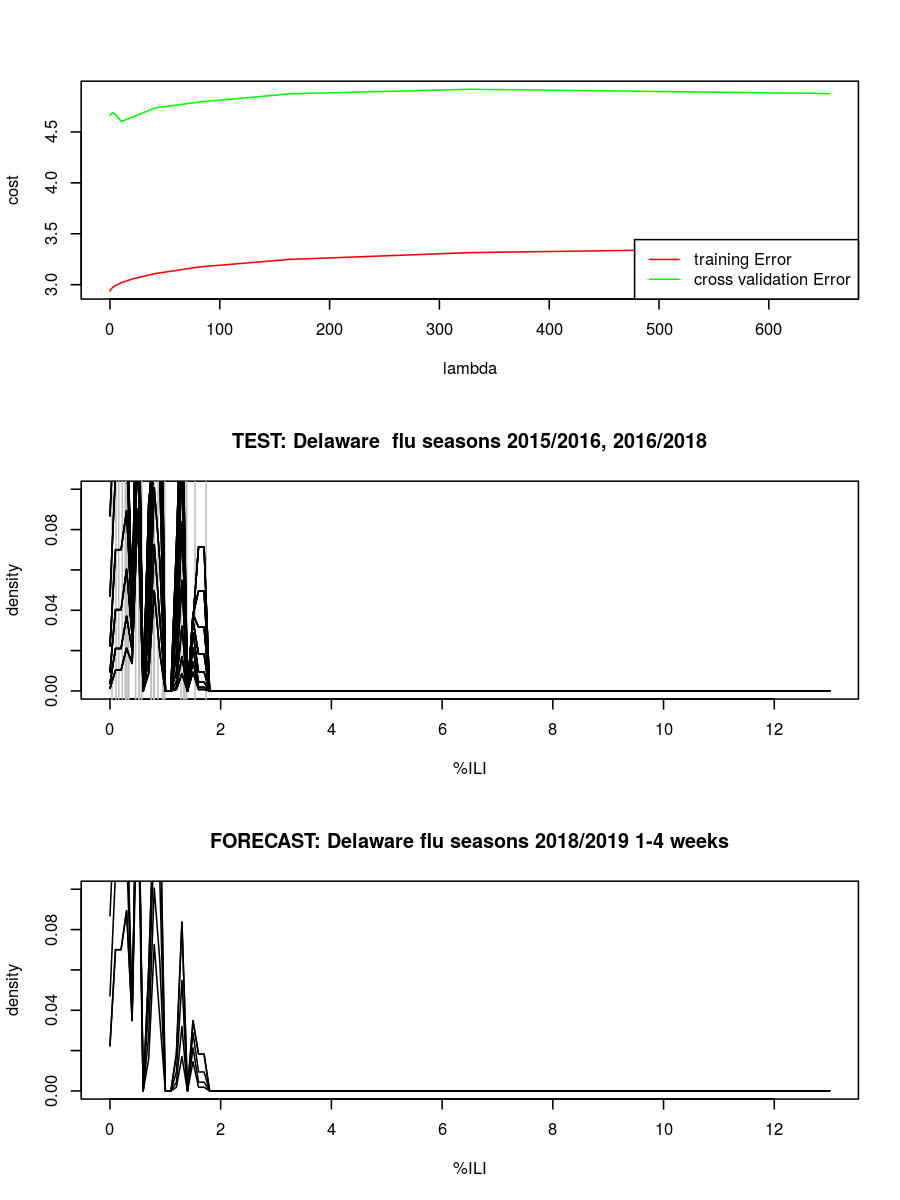 cost
3.0 3.5 4.0 4.5
training Error
cross validation Error
0 100 200 300 400 500 600
lambda
TEST: Delaware  flu seasons 2015/2016, 2016/2018
density
0.00 0.04 0.08
0 2 4 6 8 10 12
%ILI
FORECAST: Delaware flu seasons 2018/2019 1-4 weeks
density
0.00 0.04 0.08
0 2 4 6 8 10 12
%ILI